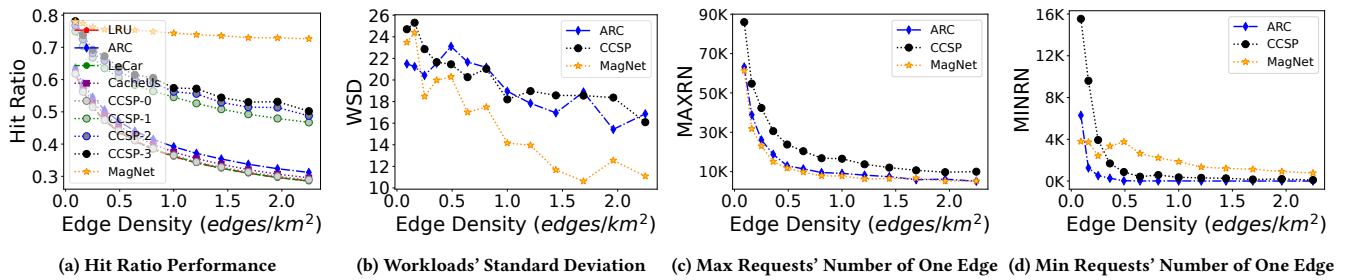 0.8
0.7
0.6
0.5
0.4
0.3
Hit Ratio
LRU
ARC
LeCar
CacheUs
CCSP-0
CCSP-1
CCSP-2
CCSP-3
MagNet
0.0 0.5 1.0 1.5 2.0
Edge Density (edges/km²)
(a) Hit Ratio Performance
26
24
22
20
18
16
14
12
10
WSD
ARC
CCSP
MagNet
0.0 0.5 1.0 1.5 2.0
Edge Density (edges/km²)
(b) Workloads' Standard Deviation
90K
70K
50K
30K
10K
MAXRN
ARC
CCSP
MagNet
0.0 0.5 1.0 1.5 2.0
Edge Density (edges/km²)
(c) Max Requests' Number of One Edge
16K
12K
8K
4K
0K
MINRN
ARC
CCSP
MagNet
0.0 0.5 1.0 1.5 2.0
Edge Density (edges/km²)
(d) Min Requests' Number of One Edge